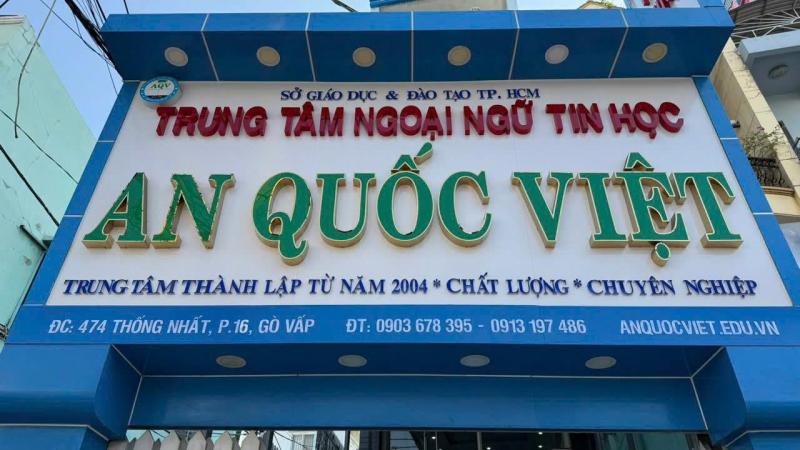 AQV
SỞ GIÁO DỤC & ĐÀO TẠO TP. HCM
TRUNG TÂM NGOẠI NGỮ TIN HỌC
AN QUỐC VIỆT
TRUNG TÂM THÀNH LẬP TỪ NĂM 2004 * CHẤT LƯỢNG * CHUYÊN NGHIỆP
ĐC: 474 THỐNG NHẤT, P.16, GÒ VẤP ĐT: 0903 678 395 - 0913 197 486 ANQUOCVIET.EDU.VN